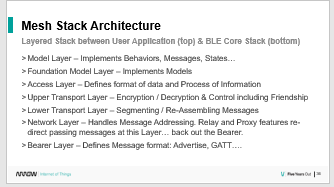 Mesh Stack Architecture
Layered Stack between User Application (top) & BLE Core Stack (bottom)
> Model Layer – Implements Behaviors, Messages, States…
> Foundation Model Layer – Implements Models
> Access Layer – Defines format of data and Process of Information
> Upper Transport Layer – Encryption / Decryption & Control including Friendship
> Lower Transport Layer – Segmenting / Re-Assembling Messages
> Network Layer – Handles Message Addressing. Relay and Proxy features re-
direct passing messages at this Layer… back out the Bearer.
> Bearer Layer – Defines Message format: Advertise, GATT….
ARROW Internet of Things
Five Years Out